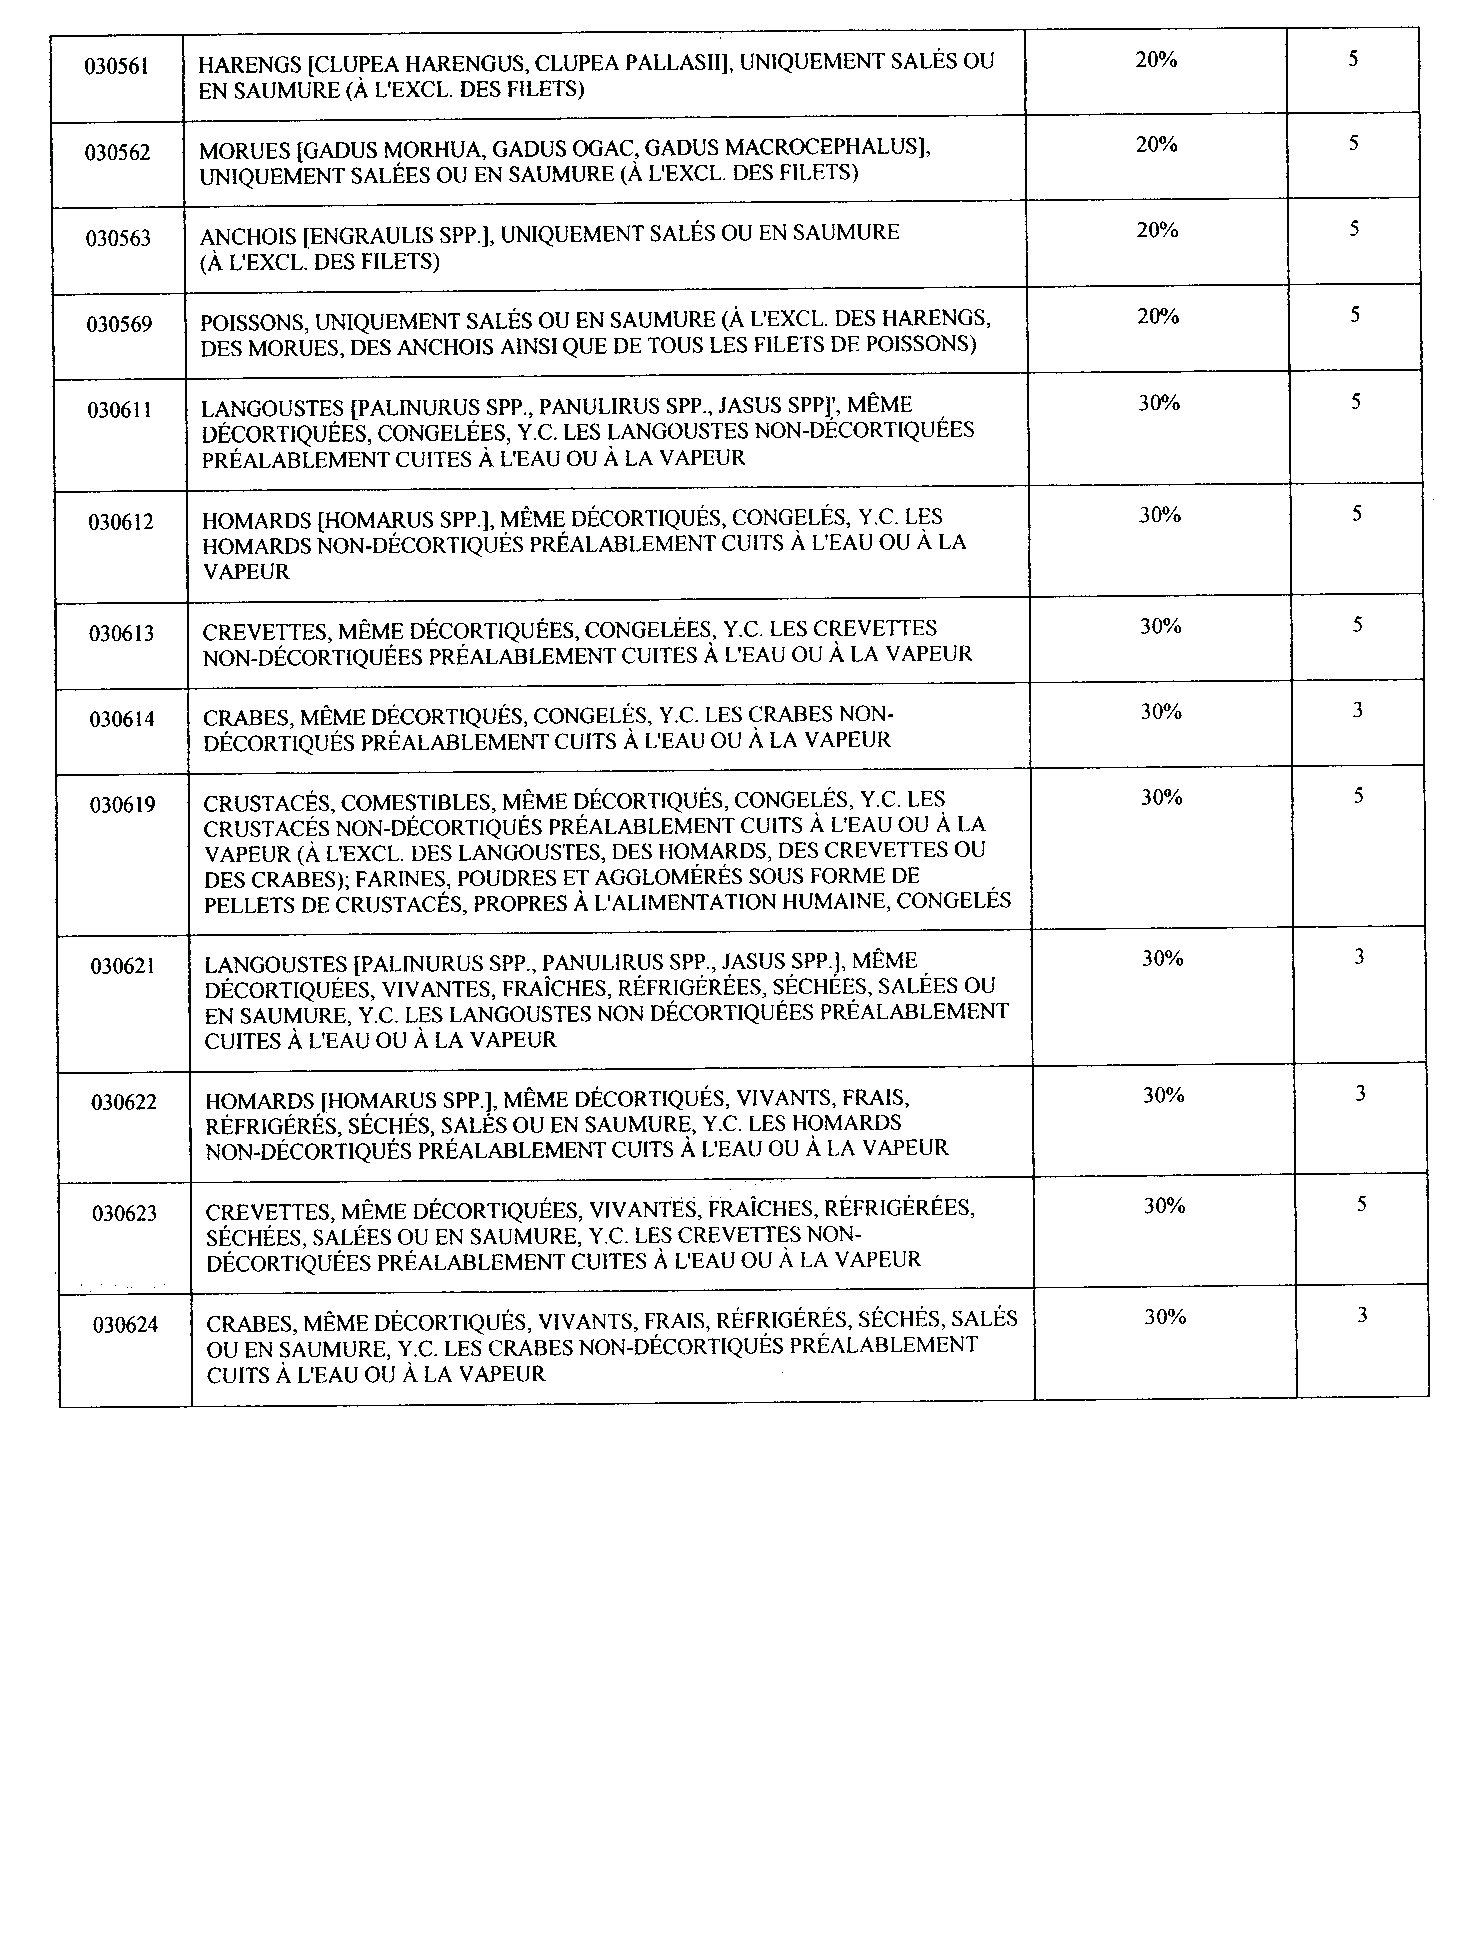 030561 HARENGS [CLUPEA HARENGUS, CLUPEA PALLASII], UNIQUEMENT SALÉS OU 20% 5
EN SAUMURE (À L'EXCL. DES FILETS)
030562 MORUES [GADUS MORHUA, GADUS OGAC, GADUS MACROCEPHALUS], 20% 5
UNIQUEMENT SALÉES OU EN SAUMURE (À L'EXCL. DES FILETS)
030563 ANCHOIS [ENGRAULIS SPP.], UNIQUEMENT SALÉS OU EN SAUMURE 20% 5
(À L'EXCL. DES FILETS)
030569 POISSONS, UNIQUEMENT SALÉS OU EN SAUMURE (À L'EXCL. DES HARENGS, 20% 5
DES MORUES, DES ANCHOIS AINSI QUE DE TOUS LES FILETS DE POISSONS)
030611 LANGOUSTES [PALINURUS SPP., PANULIRUS SPP., JASUS SPP]', MÊME 30% 5
DÉCORTIQUÉES, CONGELÉES, Y.C. LES LANGOUSTES NON-DÉCORTIQUÉES
PRÉALABLEMENT CUITES À L'EAU OU À LA VAPEUR
030612 HOMARDS [HOMARUS SPP.], MÊME DÉCORTIQUÉS, CONGELÉS, Y.C. LES 30% 5
HOMARDS NON-DÉCORTIQUÉS PRÉALABLEMENT CUITS À L'EAU OU À LA
VAPEUR
030613 CREVETTES, MÊME DÉCORTIQUÉES, CONGELÉES, Y.C. LES CREVETTES 30% 5
NON-DÉCORTIQUÉES PRÉALABLEMENT CUITES À L'EAU OU À LA VAPEUR
030614 CRABES, MÊME DÉCORTIQUÉS, CONGELÉS, Y.C. LES CRABES NON- 30% 3
DÉCORTIQUÉS PRÉALABLEMENT CUITS À L'EAU OU À LA VAPEUR
030619 CRUSTACÉS, COMESTIBLES, MÊME DÉCORTIQUÉS, CONGELÉS, Y.C. LES 30% 5
CRUSTACÉS NON-DÉCORTIQUÉS PRÉALABLEMENT CUITS À L'EAU OU À LA
VAPEUR (À L'EXCL. DES LANGOUSTES, DES HOMARDS, DES CREVETTES OU
DES CRABES); FARINES, POUDRES ET AGGLOMÉRÉS SOUS FORME DE
PELLETS DE CRUSTACÉS, PROPRES À L'ALIMENTATION HUMAINE, CONGELÉS
030621 LANGOUSTES [PALINURUS SPP., PANULIRUS SPP., JASUS SPP.], MÊME 30% 3
DÉCORTIQUÉES, VIVANTES, FRAÎCHES, RÉFRIGÉRÉES, SÉCHÉES, SALÉES OU
EN SAUMURE, Y.C. LES LANGOUSTES NON DÉCORTIQUÉES PRÉALABLEMENT
CUITES À L'EAU OU À LA VAPEUR
030622 HOMARDS [HOMARUS SPP.], MÊME DÉCORTIQUÉS, VIVANTS, FRAIS, 30% 3
RÉFRIGÉRÉS, SÉCHÉS, SALÉS OU EN SAUMURE, Y.C. LES HOMARDS
NON-DÉCORTIQUÉS PRÉALABLEMENT CUITS À L'EAU OU À LA VAPEUR
030623 CREVETTES, MÊME DÉCORTIQUÉES, VIVANTES, FRAÎCHES, RÉFRIGÉRÉES, 30% 5
SÉCHÉES, SALÉES OU EN SAUMURE, Y.C. LES CREVETTES NON-
DÉCORTIQUÉES PRÉALABLEMENT CUITES À L'EAU OU À LA VAPEUR
030624 CRABES, MÊME DÉCORTIQUÉS, VIVANTS, FRAIS, RÉFRIGÉRÉS, SÉCHÉS, SALÉS 30% 3
OU EN SAUMURE, Y.C. LES CRABES NON-DÉCORTIQUÉS PRÉALABLEMENT
CUITS À L'EAU OU À LA VAPEUR